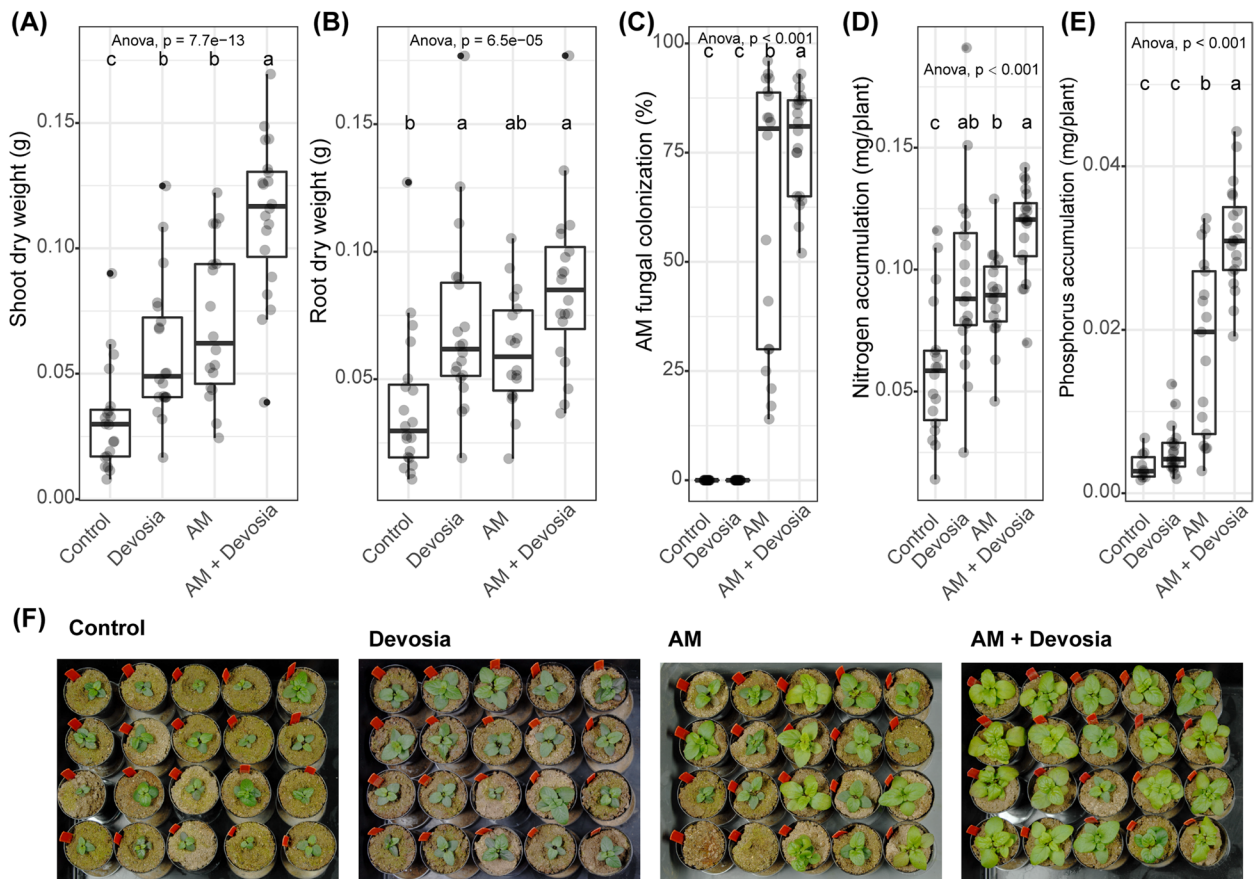 (A)
Anova, p = 7.7e−13
c b b a
Shoot dry weight (g)
0.15
0.10
0.05
0.00
Control
Devosia
AM
AM + Devosia
(B)
Anova, p = 6.5e−05
b a ab a
Root dry weight (g)
0.15
0.10
0.05
Control
Devosia
AM
AM + Devosia
(C)
Anova, p < 0.001
c c b a
AM fungal colonization (%)
100
75
50
25
0
Control
Devosia
AM
AM + Devosia
(D)
Anova, p < 0.001
c ab b a
Nitrogen accumulation (mg/plant)
0.15
0.10
0.05
Control
Devosia
AM
AM + Devosia
(E)
Anova, p < 0.001
c c b a
Phosphorus accumulation (mg/plant)
0.04
0.02
0.00
Control
Devosia
AM
AM + Devosia
(F)
Control
Devosia
AM
AM + Devosia